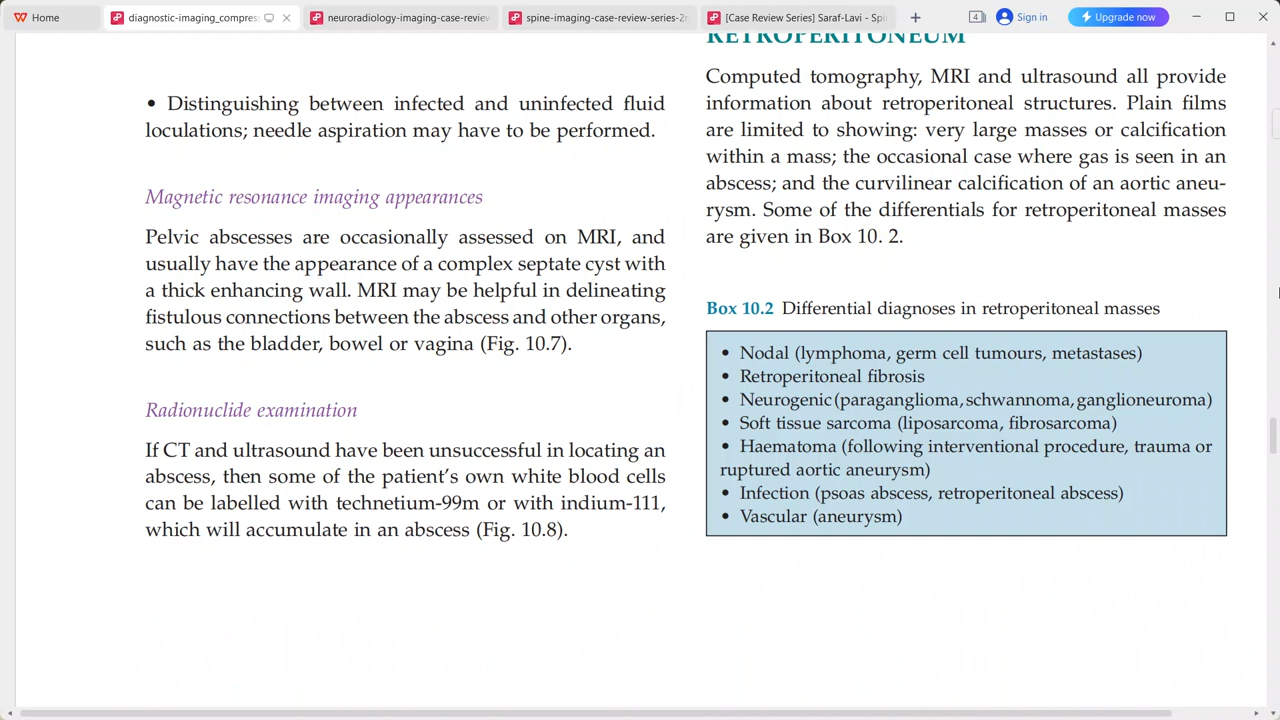 Home
diagnostic-imaging_compress
neuroradiology-imaging-case-review
spine-imaging-case-review-series-2
[Case Review Series] Saraf-Lavi - Spi
4
Sign in
Upgrade now
• Distinguishing between infected and uninfected fluid
loculations; needle aspiration may have to be performed.
Magnetic resonance imaging appearances
Pelvic abscesses are occasionally assessed on MRI, and
usually have the appearance of a complex septate cyst with
a thick enhancing wall. MRI may be helpful in delineating
fistulous connections between the abscess and other organs,
such as the bladder, bowel or vagina (Fig. 10.7).
Radionuclide examination
If CT and ultrasound have been unsuccessful in locating an
abscess, then some of the patient's own white blood cells
can be labelled with technetium-99m or with indium-111,
which will accumulate in an abscess (Fig. 10.8).
RETROPERITONEUM
Computed tomography, MRI and ultrasound all provide
information about retroperitoneal structures. Plain films
are limited to showing: very large masses or calcification
within a mass; the occasional case where gas is seen in an
abscess; and the curvilinear calcification of an aortic aneu-
rysm. Some of the differentials for retroperitoneal masses
are given in Box 10. 2.
Box 10.2 Differential diagnoses in retroperitoneal masses
• Nodal (lymphoma, germ cell tumours, metastases)
• Retroperitoneal fibrosis
• Neurogenic (paraganglioma, schwannoma, ganglioneuroma)
• Soft tissue sarcoma (liposarcoma, fibrosarcoma)
• Haematoma (following interventional procedure, trauma or
ruptured aortic aneurysm)
• Infection (psoas abscess, retroperitoneal abscess)
• Vascular (aneurysm)